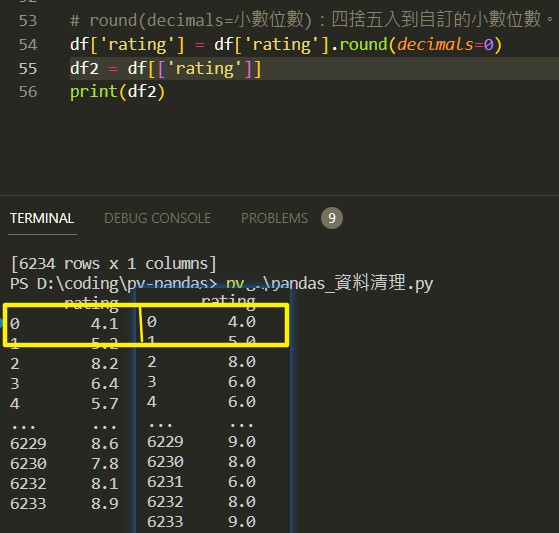 53 # round(decimals=小數位數)：四捨五入到自訂的小數位數。
54 df['rating'] = df['rating'].round(decimals=0)
55 df2 = df[['rating']]
56 print(df2)
TERMINAL DEBUG CONSOLE PROBLEMS 9
[6234 rows x 1 columns]
PS D:\coding\py-pandas> py .\pandas_資料清理.py
rating
0 4.1
1 5.2
2 8.2
3 6.4
4 5.7
... ...
6229 8.6
6230 7.8
6232 8.1
6233 8.9
rating
0 4.0
1 5.0
2 8.0
3 6.0
4 6.0
... ...
6229 9.0
6230 8.0
6231 6.0
6232 8.0
6233 9.0